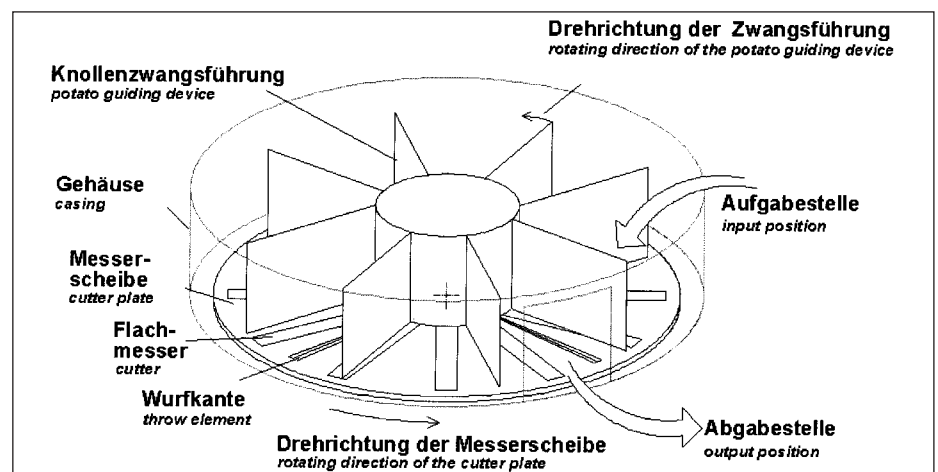 Drehrichtung der Zwangsführung
rotating direction of the potato guiding device
Knollenzwangsführung
potato guiding device
Gehäuse
casing
Aufgabestelle
input position
Messer-
scheibe
cutter plate
Flach-
messer
cutter
Wurfkante
throw element
Abgabestelle
output position
Drehrichtung der Messerscheibe
rotating direction of the cutter plate